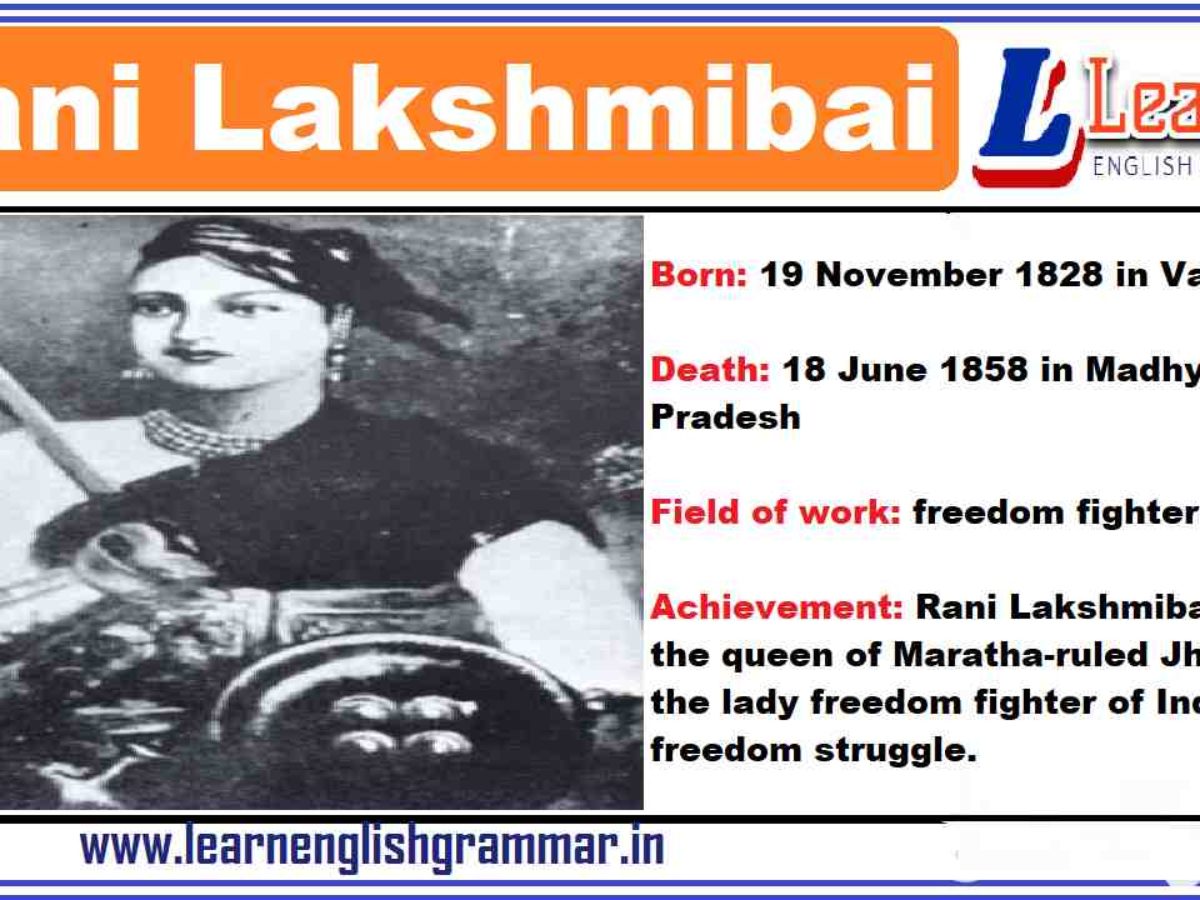 ani Lakshmibai
Lea
ENGLISH
Born: 19 November 1828 in Va
Death: 18 June 1858 in Madhy
Pradesh
Field of work: freedom fighter
Achievement: Rani Lakshmiba
the queen of Maratha-ruled Jh
the lady freedom fighter of Ind
freedom struggle.
www.learnenglishgrammar.in